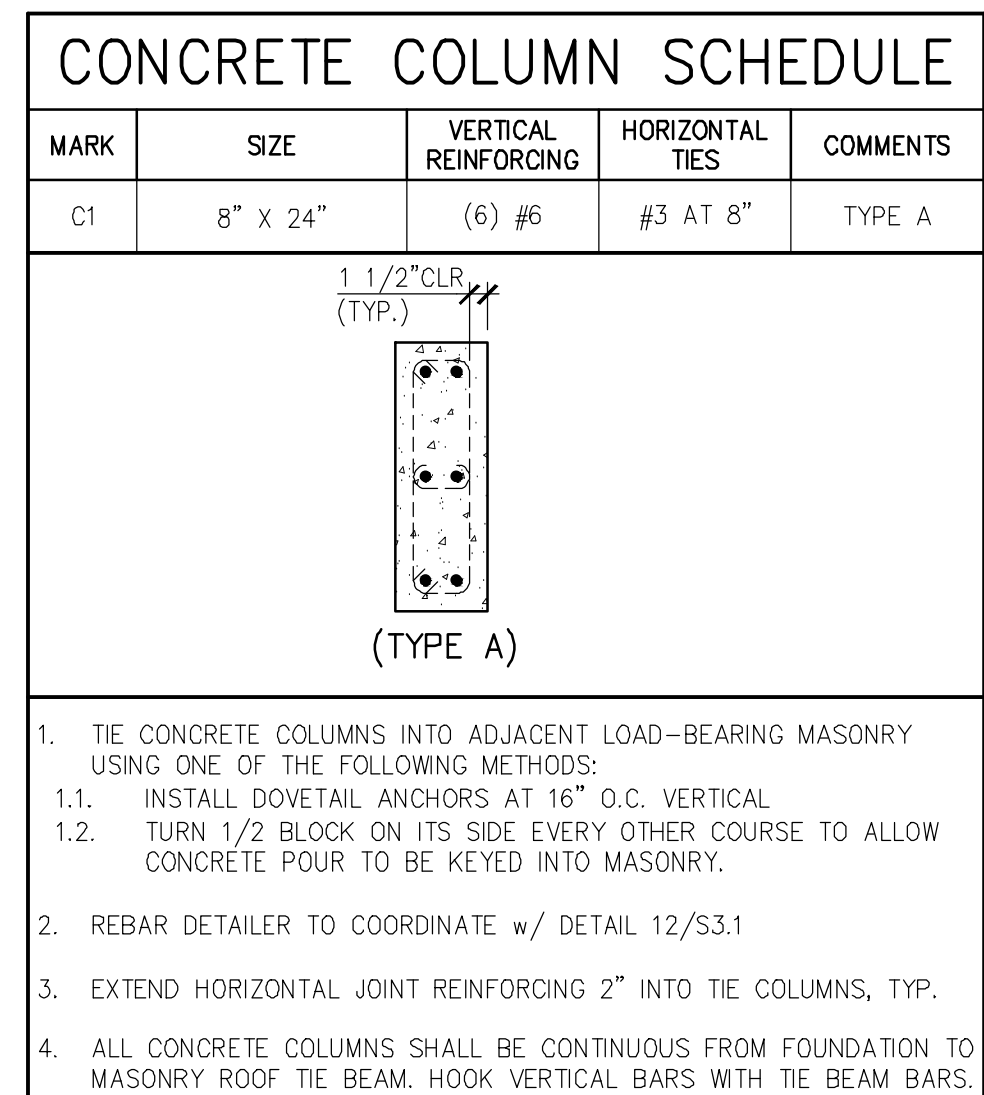 CONCRETE COLUMN SCHEDULE
MARK SIZE VERTICAL REINFORCING HORIZONTAL TIES COMMENTS
C1 8” X 24” (6) #6 #3 AT 8” TYPE A
1 1/2”CLR
(TYP.)
(TYPE A)
1. TIE CONCRETE COLUMNS INTO ADJACENT LOAD–BEARING MASONRY
USING ONE OF THE FOLLOWING METHODS:
1.1. INSTALL DOVETAIL ANCHORS AT 16” O.C. VERTICAL
1.2. TURN 1/2 BLOCK ON ITS SIDE EVERY OTHER COURSE TO ALLOW
CONCRETE POUR TO BE KEYED INTO MASONRY.
2. REBAR DETAILER TO COORDINATE w/ DETAIL 12/S3.1
3. EXTEND HORIZONTAL JOINT REINFORCING 2” INTO TIE COLUMNS, TYP.
4. ALL CONCRETE COLUMNS SHALL BE CONTINUOUS FROM FOUNDATION TO
MASONRY ROOF TIE BEAM. HOOK VERTICAL BARS WITH TIE BEAM BARS.